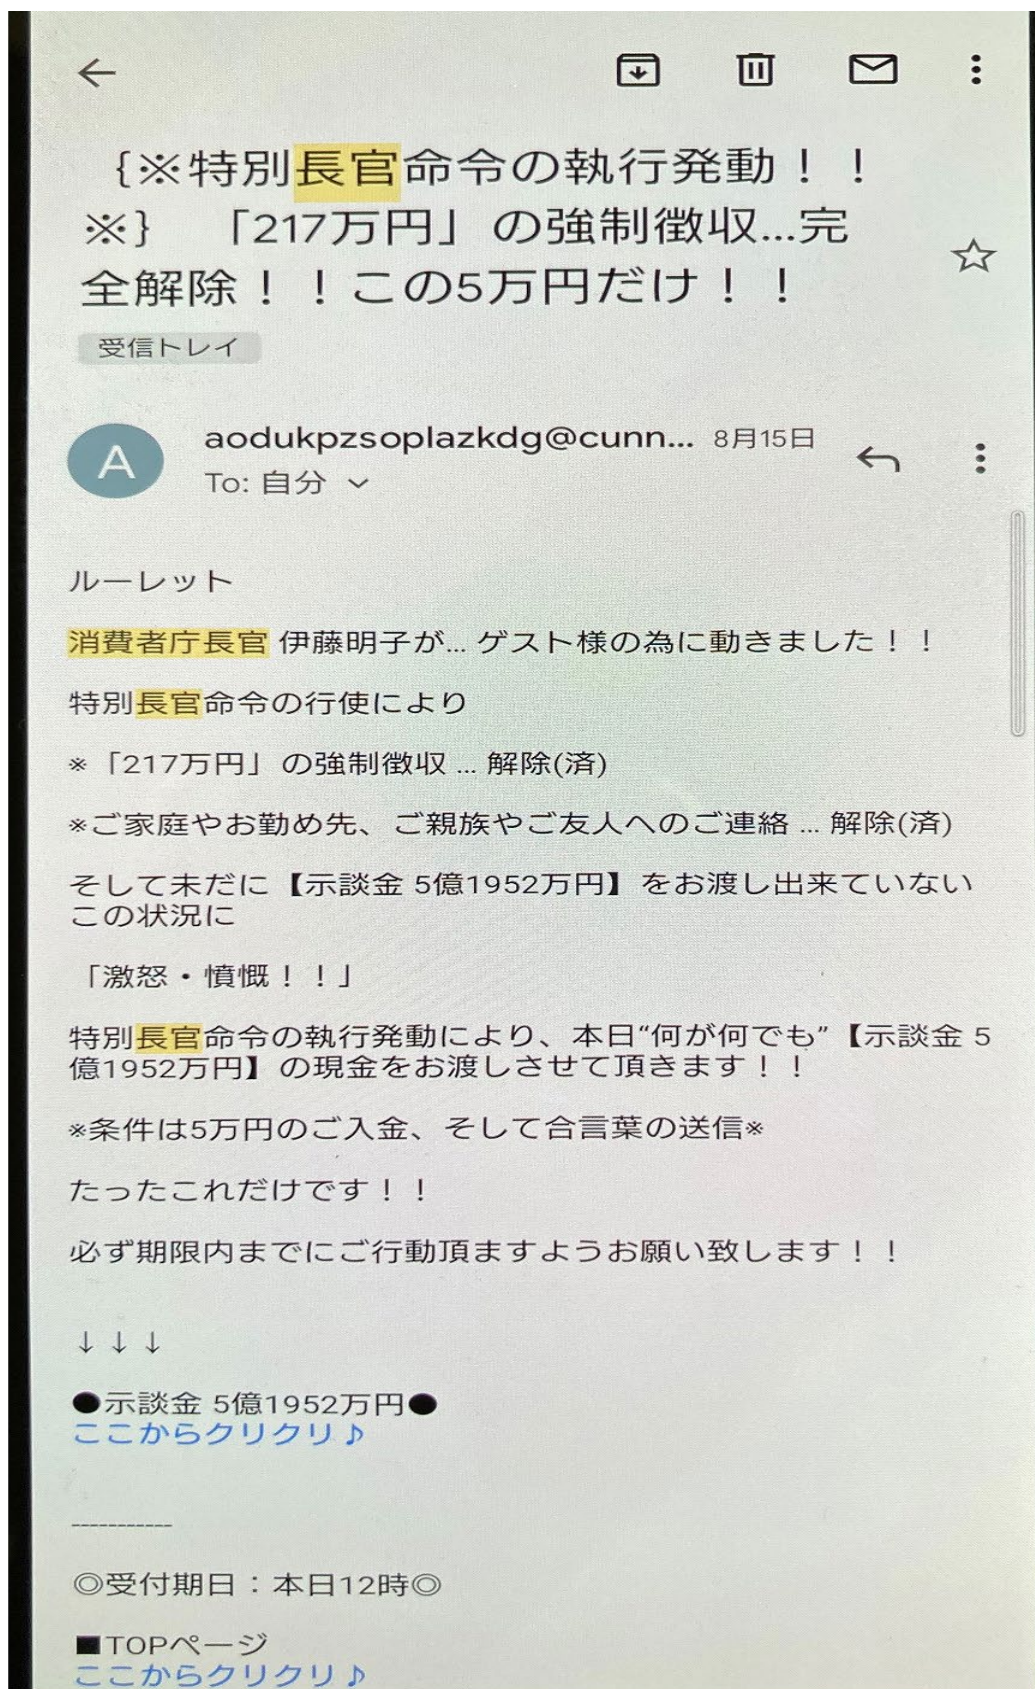 {※特別長官命令の執行発動！！
※}　「217万円」の強制徴収...完
全解除！！この5万円だけ！！
受信トレイ
A
aodukpzsoplazkdg@cunn... 8月15日
To: 自分
ルーレット
消費者庁長官 伊藤明子が... ゲスト様の為に動きました！！
特別長官命令の行使により
※「217万円」の強制徴収 ... 解除(済)
※ご家庭やお勤め先、ご親族やご友人へのご連絡 ... 解除(済)
そして未だに【示談金 5億1952万円】をお渡し出来ていない
この状況に
「激怒・憤慨！！」
特別長官命令の執行発動により、本日“何が何でも”【示談金 5
億1952万円】の現金をお渡しさせて頂きます！！
※条件は5万円のご入金、そして合言葉の送信※
たったこれだけです！！
必ず期限内までにご行動頂ますようお願い致します！！
↓↓↓
●示談金 5億1952万円●
ここからクリクリ♪
-----------
◎受付期日：本日12時◎
■TOPページ
ここからクリクリ♪